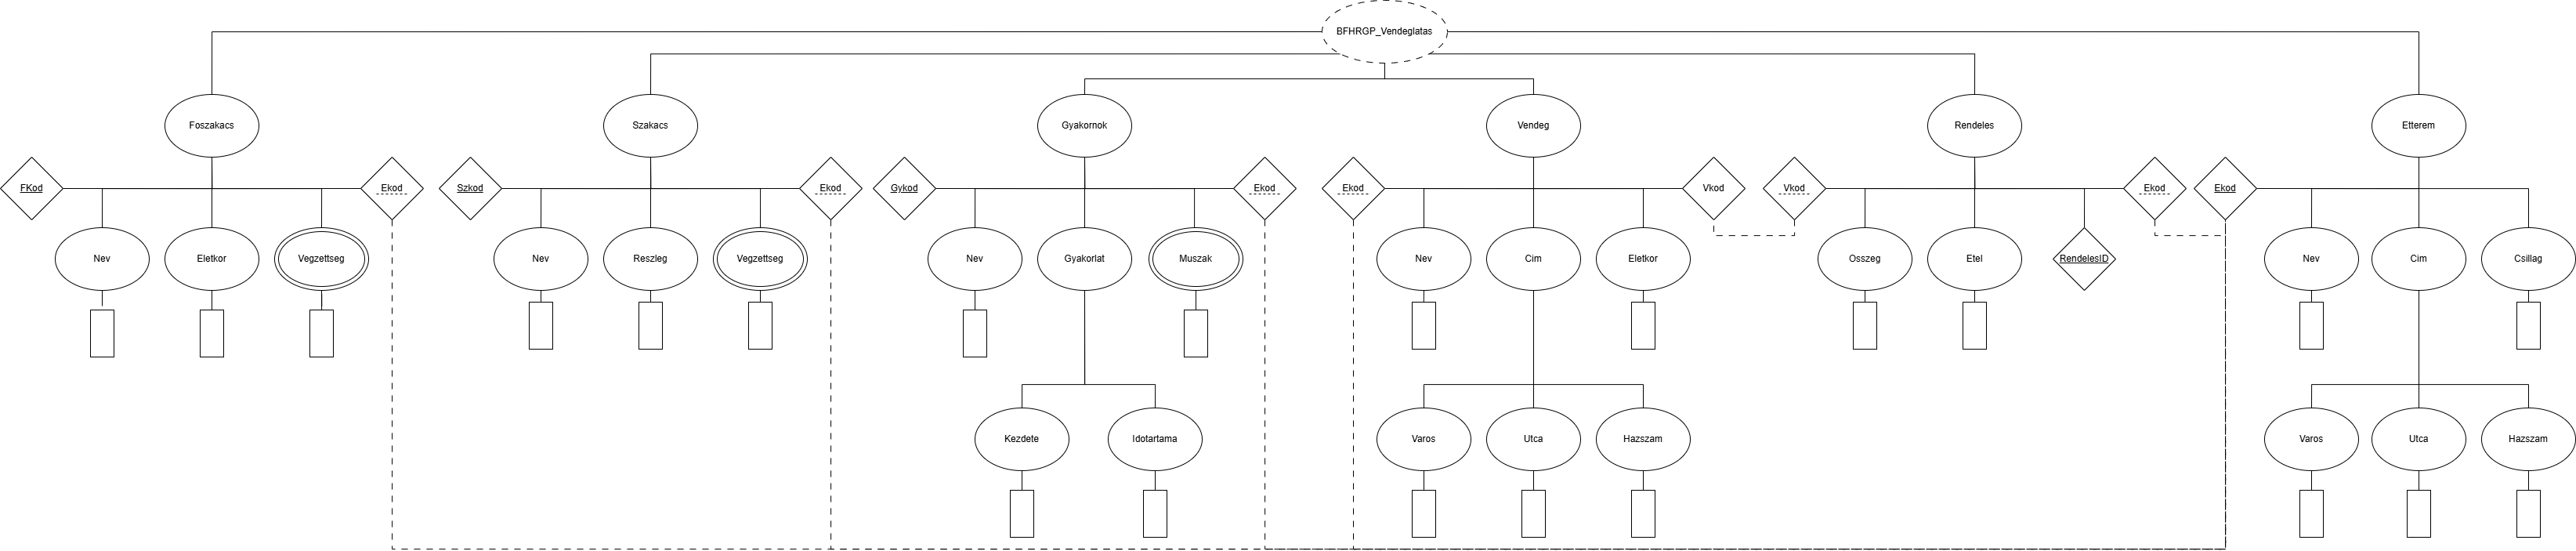 BFHRGP_Vendeglatas
Foszakacs
Szakacs
Gyakornok
Vendeg
Rendeles
Etterem
FKod
Ekod
Szkod
Ekod
Gykod
Ekod
Ekod
Vkod
Vkod
Ekod
Ekod
Nev
Eletkor
Vegzettseg
Nev
Reszleg
Vegzettseg
Nev
Gyakorlat
Muszak
Nev
Cim
Eletkor
Osszeg
Etel
RendelesID
Nev
Cim
Csillag
Kezdete
Idotartama
Varos
Utca
Hazszam
Varos
Utca
Hazszam